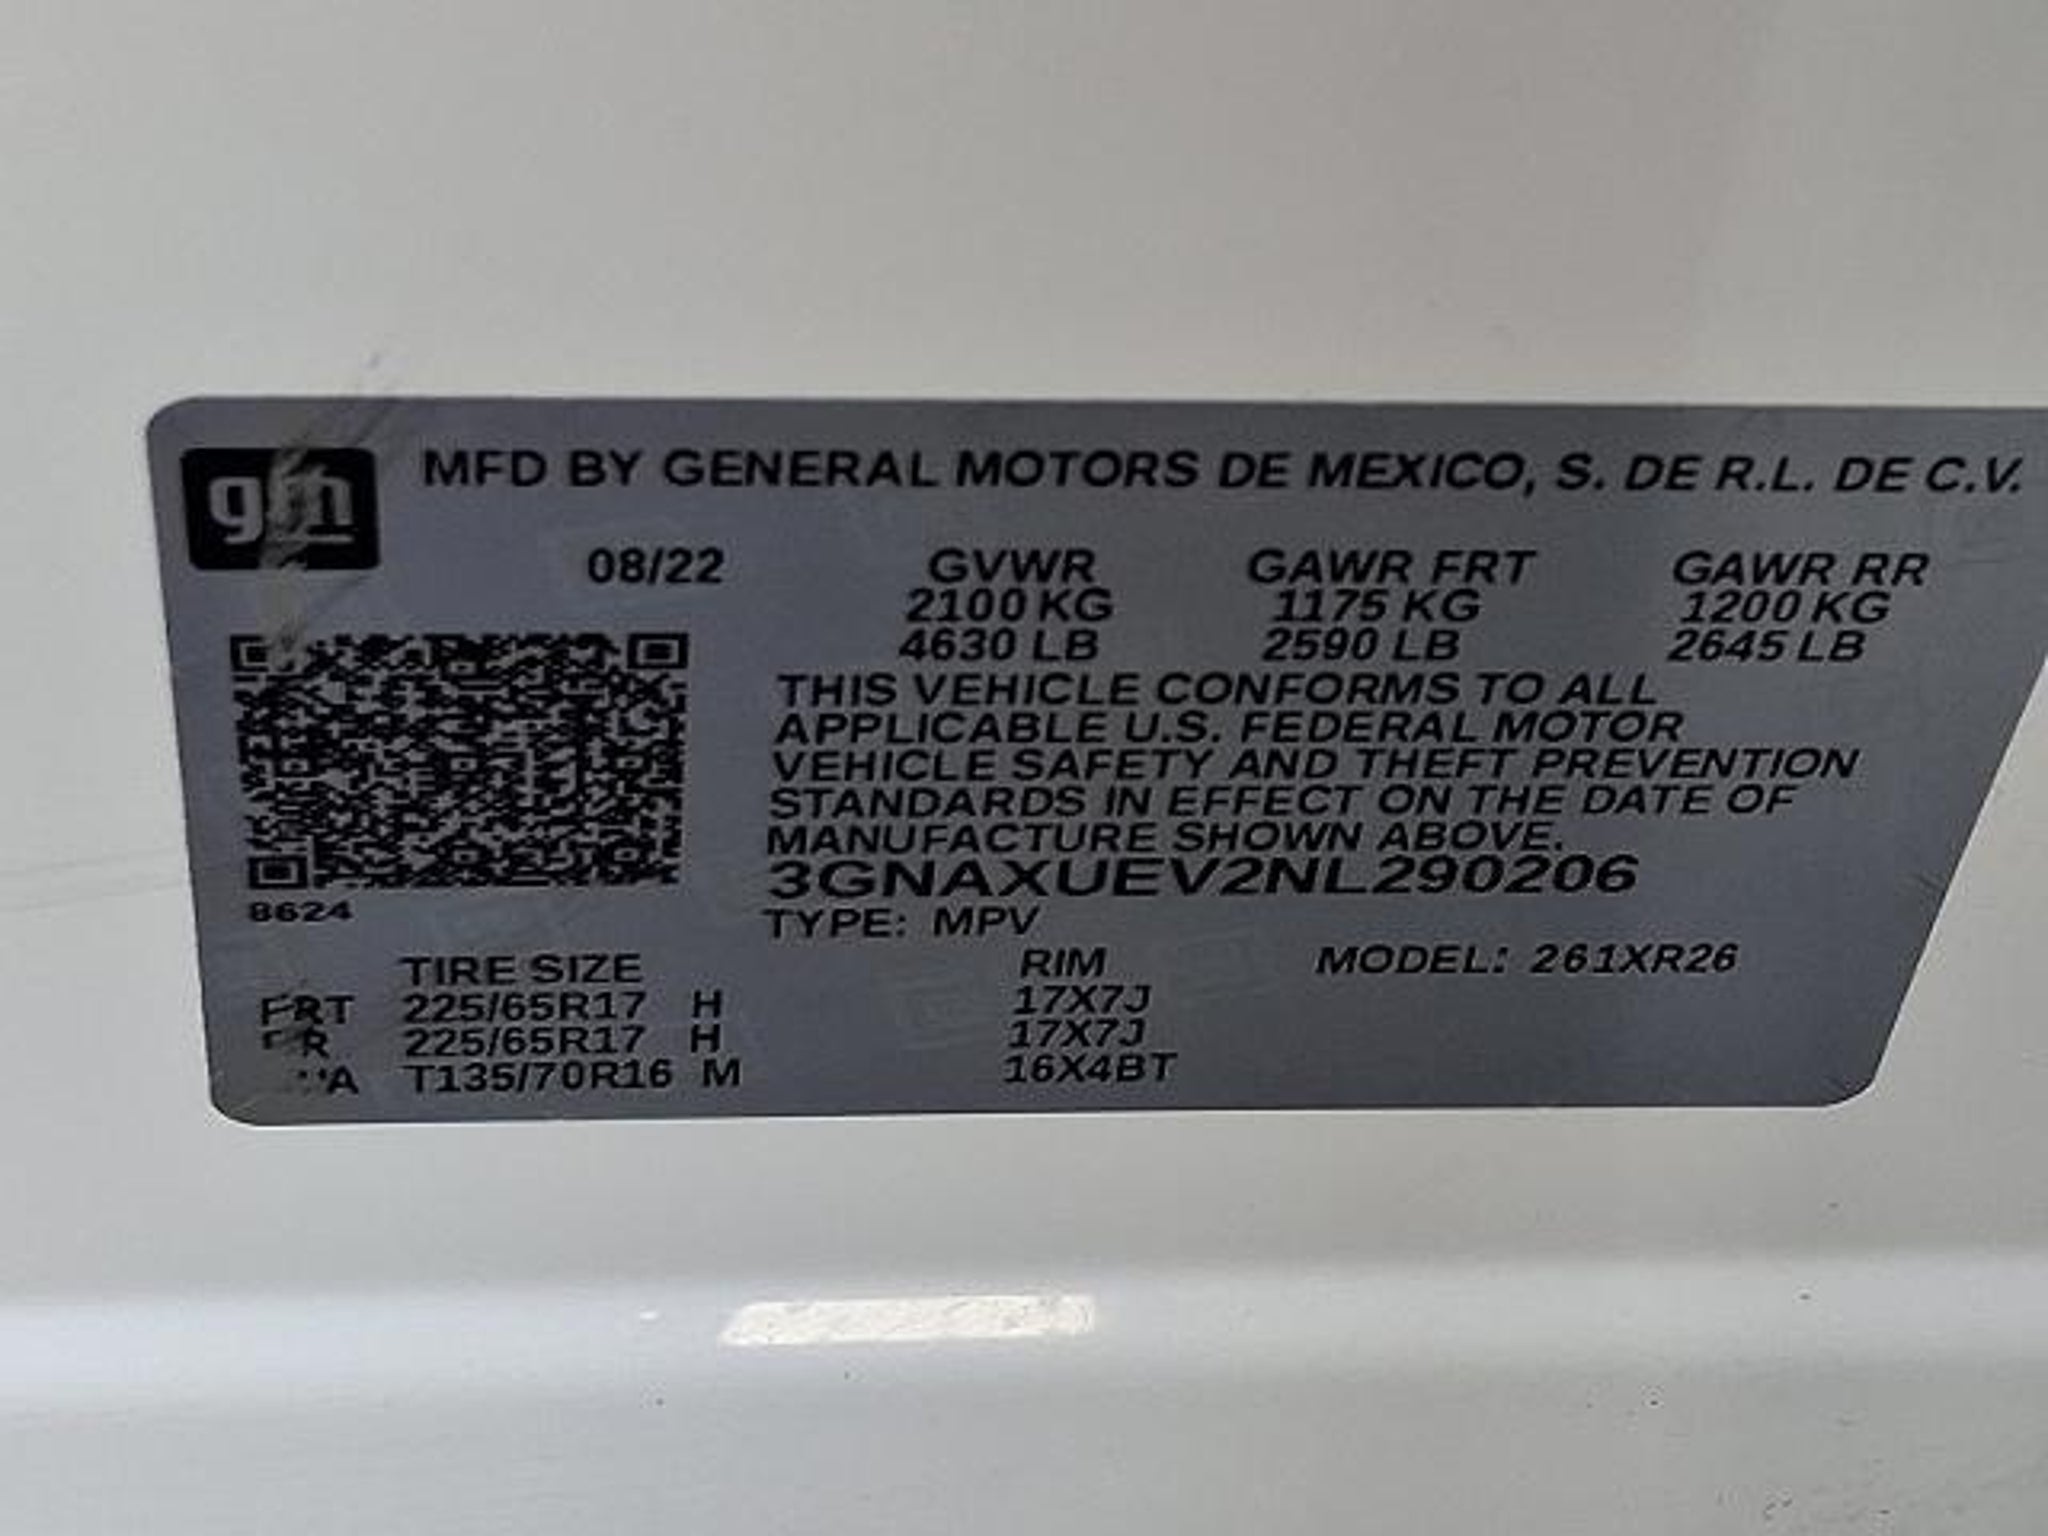 gm MFD BY GENERAL MOTORS DE MEXICO, S. DE R.L. DE C.V.
08/22 GVWR GAWR FRT GAWR RR
2100 KG 1175 KG 1200 KG
4630 LB 2590 LB 2645 LB
THIS VEHICLE CONFORMS TO ALL
APPLICABLE U.S. FEDERAL MOTOR
VEHICLE SAFETY AND THEFT PREVENTION
STANDARDS IN EFFECT ON THE DATE OF
MANUFACTURE SHOWN ABOVE.
3GNAXUEV2NL290206
8624 TYPE: MPV
TIRE SIZE RIM MODEL: 261XR26
FRT 225/65R17 H 17X7J
RR 225/65R17 H 17X7J
T135/70R16 M 16X4BT